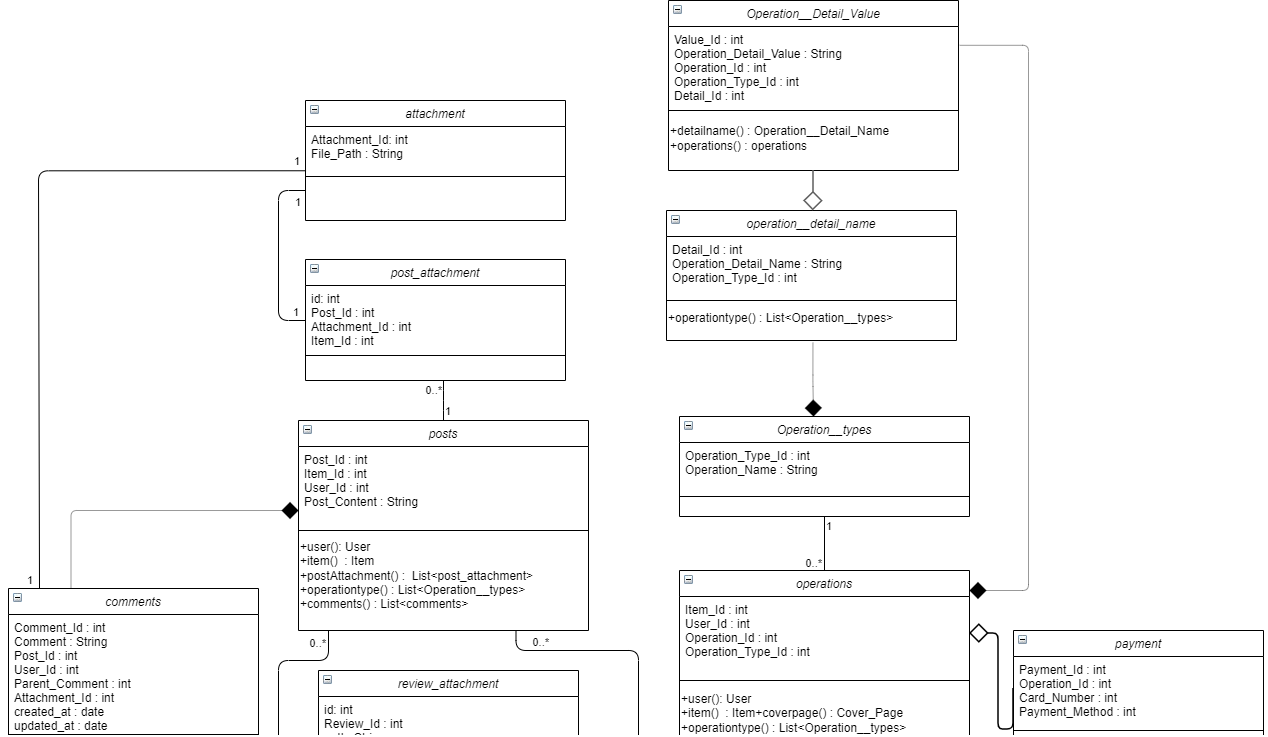 Operation__Detail_Value
Value_Id : int
Operation_Detail_Value : String
Operation_Id : int
Operation_Type_Id : int
Detail_Id : int
+detailname() : Operation__Detail_Name
+operations() : operations
attachment
Attachment_Id: int
File_Path : String
1
1
operation__detail_name
Detail_Id : int
Operation_Detail_Name : String
Operation_Type_Id : int
+operationtype() : List<Operation__types>
post_attachment
id: int
Post_Id : int
Attachment_Id : int
Item_Id : int
1
0..*
1
posts
Post_Id : int
Item_Id : int
User_Id : int
Post_Content : String
+user(): User
+item()  : Item
+postAttachment() :  List<post_attachment>
+operationtype() : List<Operation__types>
+comments() : List<comments>
0..*
0..*
Operation__types
Operation_Type_Id : int
Operation_Name : String
1
0..*
1
comments
Comment_Id : int
Comment : String
Post_Id : int
User_Id : int
Parent_Comment : int
Attachment_Id : int
created_at : date
updated_at : date
operations
Item_Id : int
User_Id : int
Operation_Id : int
Operation_Type_Id : int
+user(): User
+item()  : Item+coverpage() : Cover_Page
+operationtype() : List<Operation__types>
payment
Payment_Id : int
Operation_Id : int
Card_Number : int
Payment_Method : int
review_attachment
id: int
Review_Id : int